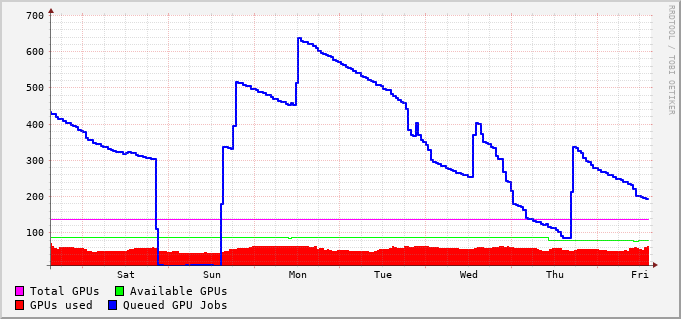 700
600
500
400
300
200
100
Sat Sun Mon Tue Wed Thu Fri
Total GPUs Available GPUs
GPUs used Queued GPU Jobs
RRDTOOL / TOBI OETIKER